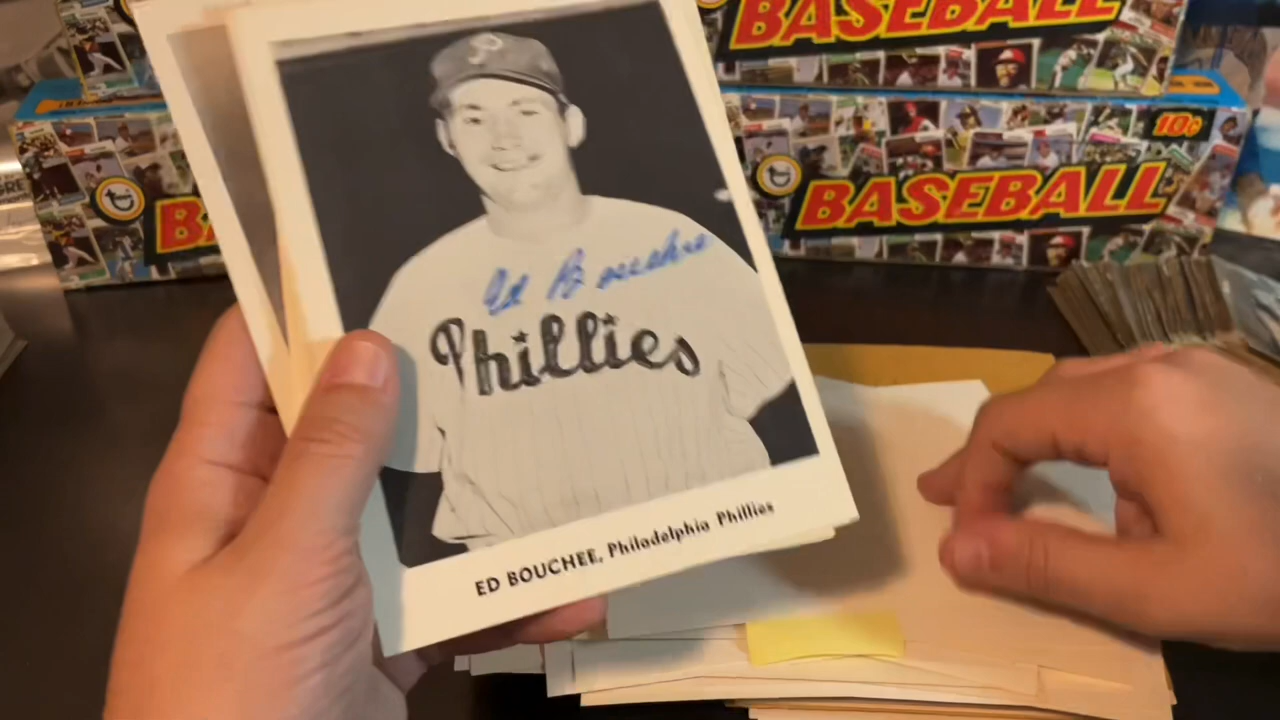 BASEBALL
10¢
BASEBALL
B
P
Ed Bouchee
Phillies
ED BOUCHEE, Philadelphia Phillies